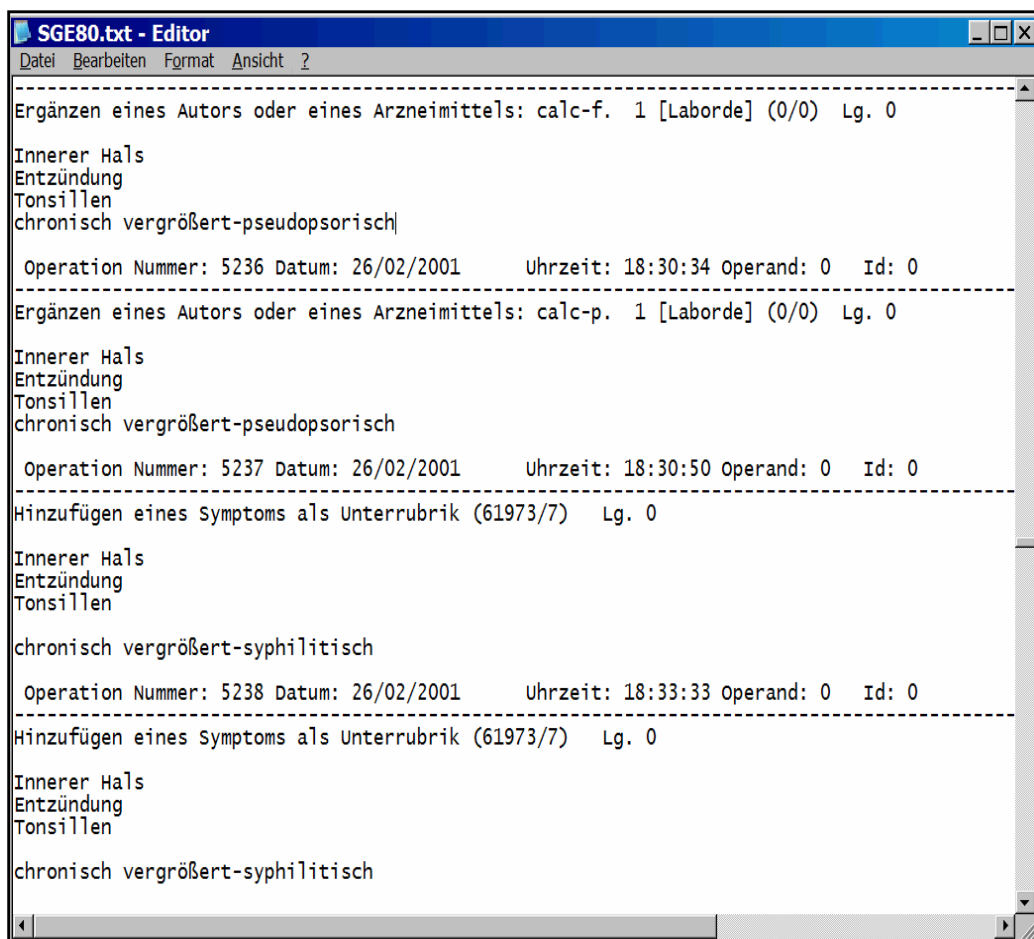 SGE80.txt - Editor
Datei Bearbeiten Format Ansicht ?
--------------------------------------------------------------------------------------------
Ergänzen eines Autors oder eines Arzneimittels: calc-f.  1 [Laborde] (0/0)  Lg. 0
Innerer Hals
Entzündung
Tonsillen
chronisch vergrößert-pseudopsorisch
Operation Nummer: 5236 Datum: 26/02/2001      Uhrzeit: 18:30:34 Operand: 0   Id: 0
--------------------------------------------------------------------------------------------
Ergänzen eines Autors oder eines Arzneimittels: calc-p.  1 [Laborde] (0/0)  Lg. 0
Innerer Hals
Entzündung
Tonsillen
chronisch vergrößert-pseudopsorisch
Operation Nummer: 5237 Datum: 26/02/2001      Uhrzeit: 18:30:50 Operand: 0   Id: 0
--------------------------------------------------------------------------------------------
Hinzufügen eines Symptoms als Unterrubrik (61973/7)   Lg. 0
Innerer Hals
Entzündung
Tonsillen
chronisch vergrößert-syphilitisch
Operation Nummer: 5238 Datum: 26/02/2001      Uhrzeit: 18:33:33 Operand: 0   Id: 0
--------------------------------------------------------------------------------------------
Hinzufügen eines Symptoms als Unterrubrik (61973/7)   Lg. 0
Innerer Hals
Entzündung
Tonsillen
chronisch vergrößert-syphilitisch